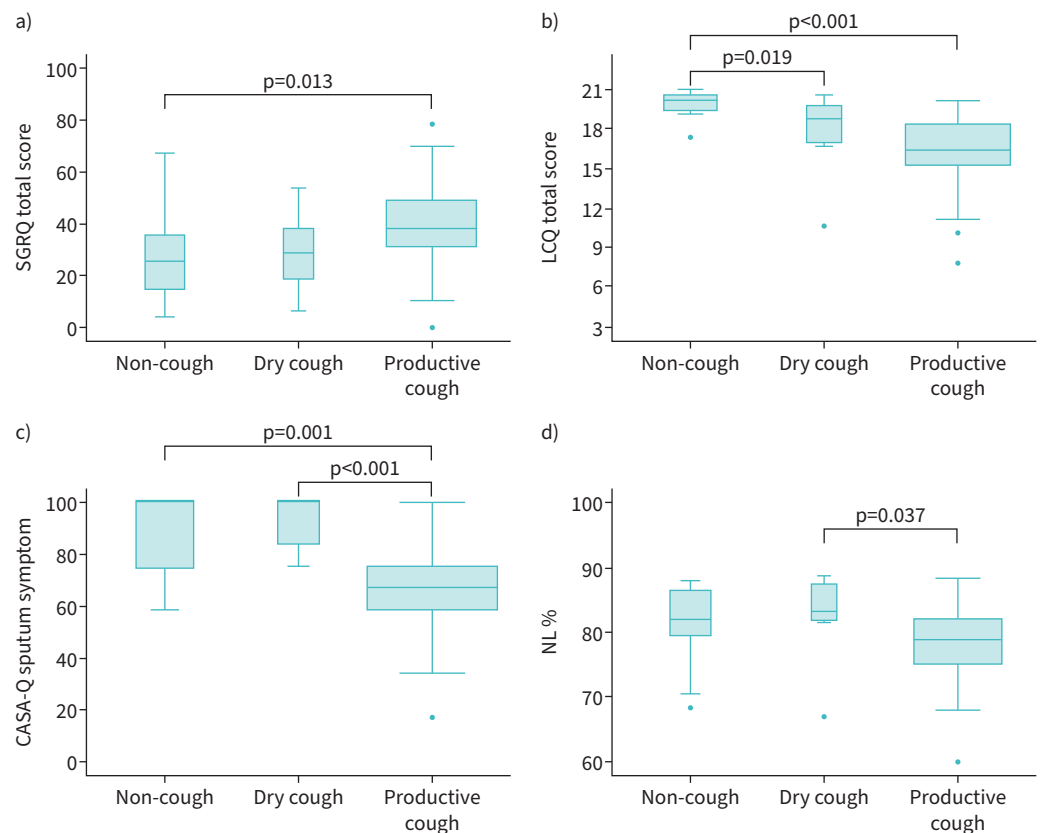 a)
p=0.013
SGRQ total score
100
80
60
40
20
0
Non-cough
Dry cough
Productive
cough
b)
p<0.001
p=0.019
LCQ total score
21
18
15
12
9
6
3
Non-cough
Dry cough
Productive
cough
c)
p=0.001
p<0.001
CASA-Q sputum symptom
100
80
60
40
20
0
Non-cough
Dry cough
Productive
cough
d)
p=0.037
NL %
100
90
80
70
60
Non-cough
Dry cough
Productive
cough